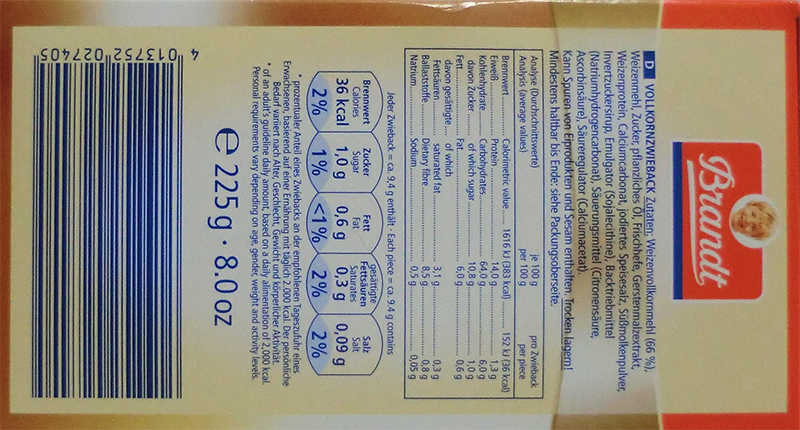 Brandt
D VOLLKORNZWIEBACK Zutaten: Weizenvollkornmehl (66 %),
Weizenmehl, Zucker, pflanzliches Öl, Frischhefe, Gerstenmalzextrakt,
Weizenprotein, Calciumcarbonat, jodiertes Speisesalz, Süßmolkenpulver,
Invertzuckersirup, Emulgator (Sojalecithine), Backtriebmittel
(Natriumhydrogencarbonat), Säuerungsmittel (Citronensäure,
Ascorbinsäure), Säureregulator (Calciumacetat).
Kann Spuren von Eiprodukten und Sesam enthalten. Trocken lagern!
Mindestens haltbar bis Ende: siehe Packungsoberseite.
Analyse (Durchschnittswerte) je 100 g pro Zwieback
Analysis (average values) per 100 g per piece
Brennwert Calorimetric value 1616 kJ (383 kcal) 152 kJ (36 kcal)
Eiweiß Protein 14,0 g 1,3 g
Kohlenhydrate Carbohydrates 64,0 g 6,0 g
davon Zucker of which sugar 10,8 g 1,0 g
Fett Fat 6,0 g 0,6 g
davon gesättigte of which
Fettsäuren saturated fat 3,1 g 0,3 g
Ballaststoffe Dietary fibre 8,5 g 0,8 g
Natrium Sodium 0,5 g 0,05 g
Jeder Zwieback = ca. 9,4 g enthält · Each piece = ca. 9.4 g contains
Brennwert Zucker Fett gesättigte Fettsäuren Salz
Calories Sugar Fat Saturates Salt
36 kcal 1,0 g 0,6 g 0,3 g 0,09 g
2% 1% <1% 2% 2%
* prozentualer Anteil eines Zwiebacks an der empfohlenen Tageszufuhr eines
Erwachsenen, basierend auf einer Ernährung mit täglich 2.000 kcal. Der persönliche
Bedarf variiert nach Alter, Geschlecht, Gewicht und körperlicher Aktivität.
* of an adult's guideline daily amount, based on a daily alimentation of 2,000 kcal.
Personal requirements vary depending on age, gender, weight and activity levels.
e 225 g · 8.0 oz
4 013752 027405